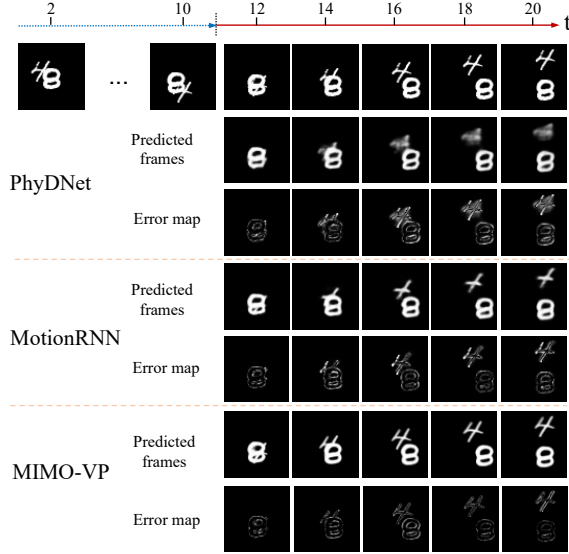 2 10 12 14 16 18 20 t
...
Predicted
frames
PhyDNet
Error map
Predicted
frames
MotionRNN
Error map
Predicted
frames
MIMO-VP
Error map